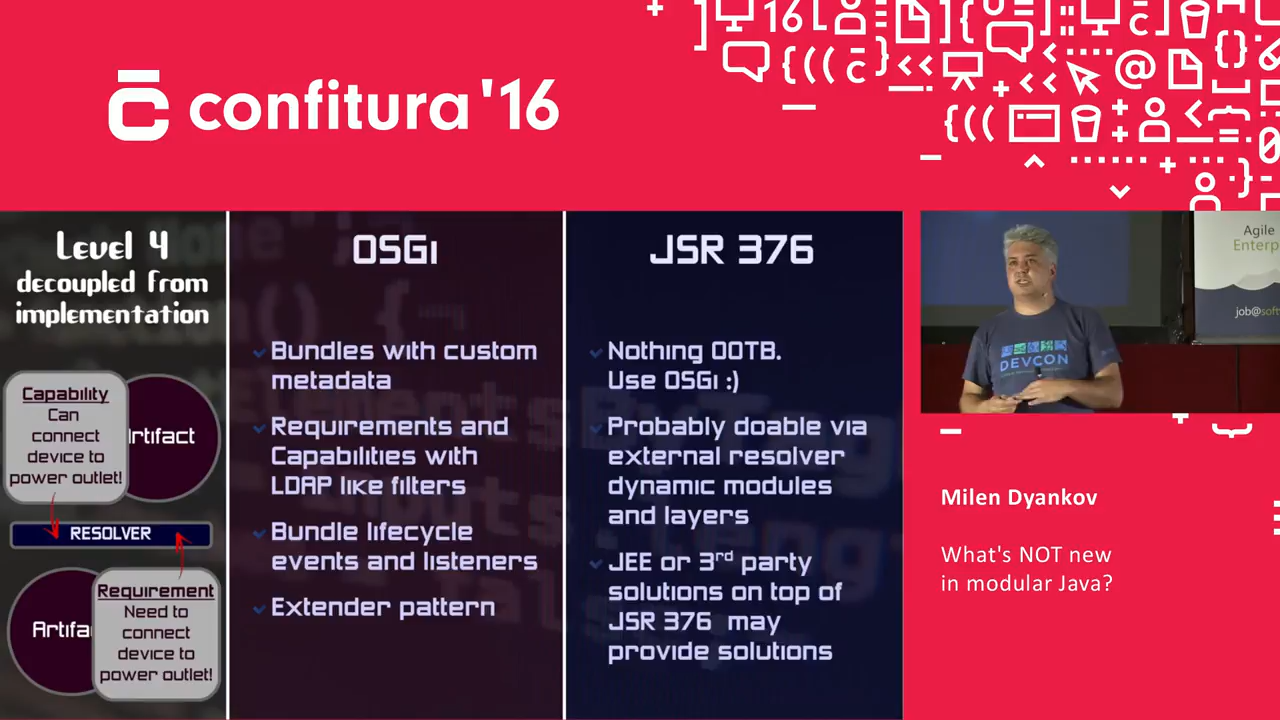 confitura '16
Level 4
decoupled from
implementation
Capability
Can
connect
device to
power outlet!
Artifact
RESOLVER
Requirement
Need to
connect
device to
power outlet!
Artifa
OSGi
Bundles with custom
metadata
Requirements and
Capabilities with
LDAP like filters
Bundle lifecycle
events and listeners
Extender pattern
JSR 376
Nothing OOTB.
Use OSGi :)
Probably doable via
external resolver
dynamic modules
and layers
JEE or 3rd party
solutions on top of
JSR 376 may
provide solutions
Agile
Enterp
job@soft
DEVCON
Milen Dyankov
What's NOT new
in modular Java?